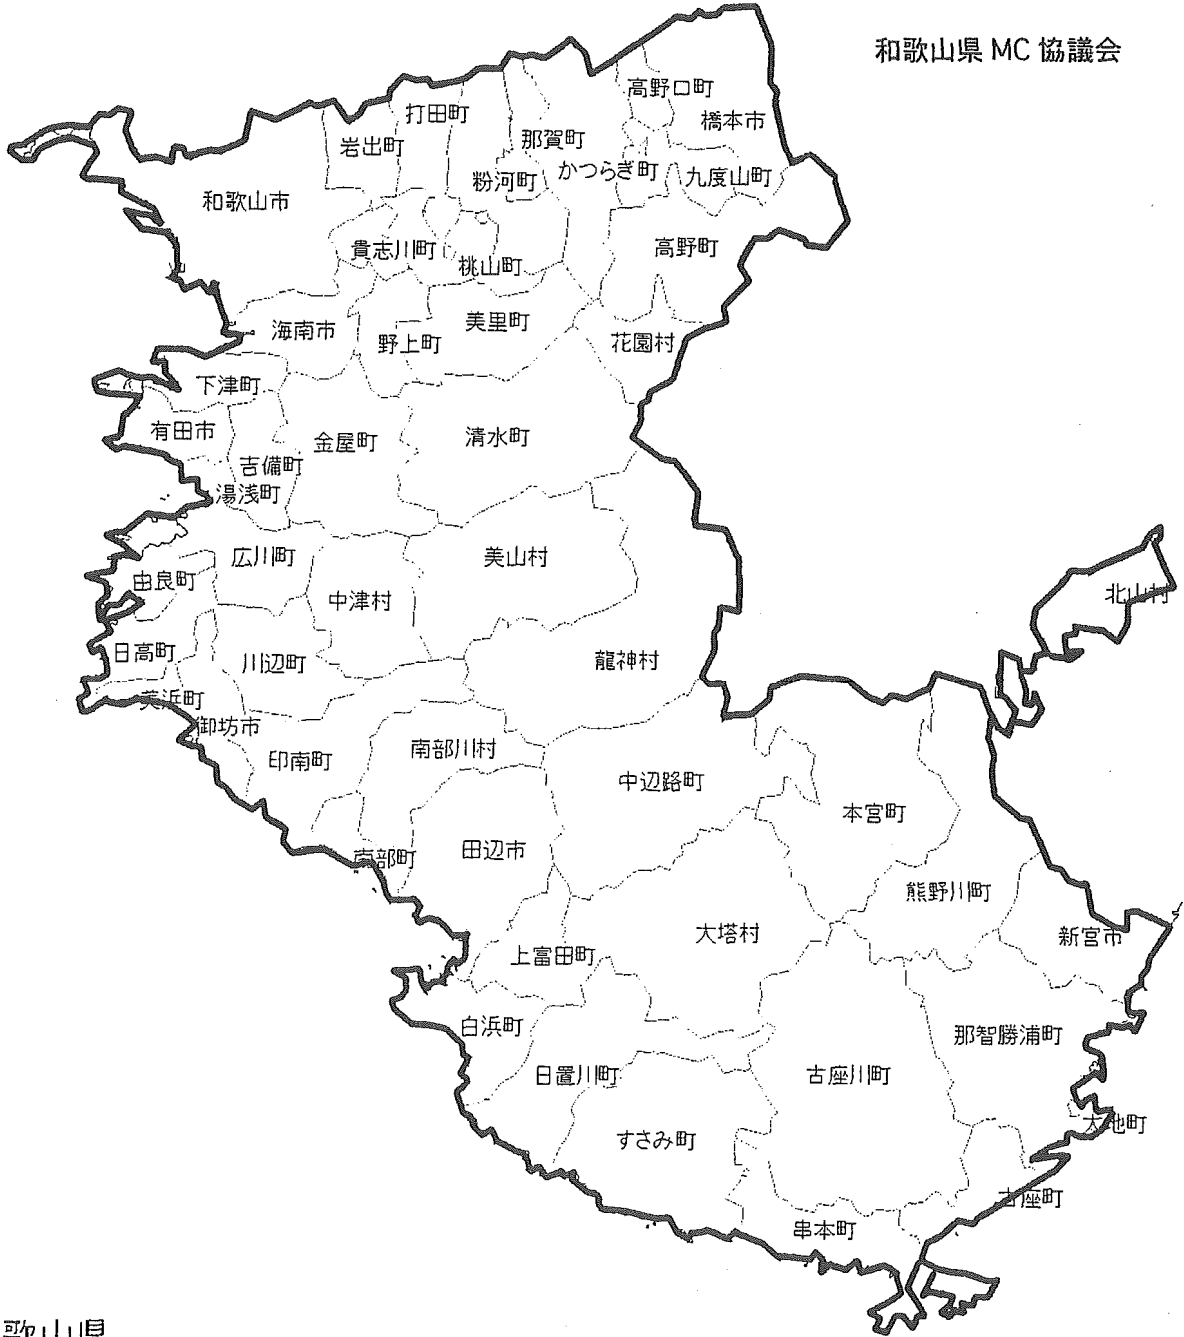 和歌山県 MC 協議会
高野口町
打田町
橋本市
那賀町
岩出町
かつらぎ町
九度山町
粉河町
和歌山市
貴志川町
高野町
桃山町
美里町
海南市
野上町
花園村
下津町
有田市
清水町
金屋町
吉備町
湯浅町
広川町
美山村
由良町
北山村
中津村
日高町
川辺町
龍神村
美浜町
御坊市
南部川村
印南町
中辺路町
本宮町
田辺市
南部町
熊野川町
大塔村
新宮市
上富田町
白浜町
那智勝浦町
日置川町
古座川町
太地町
すさみ町
古座町
串本町
歌山県